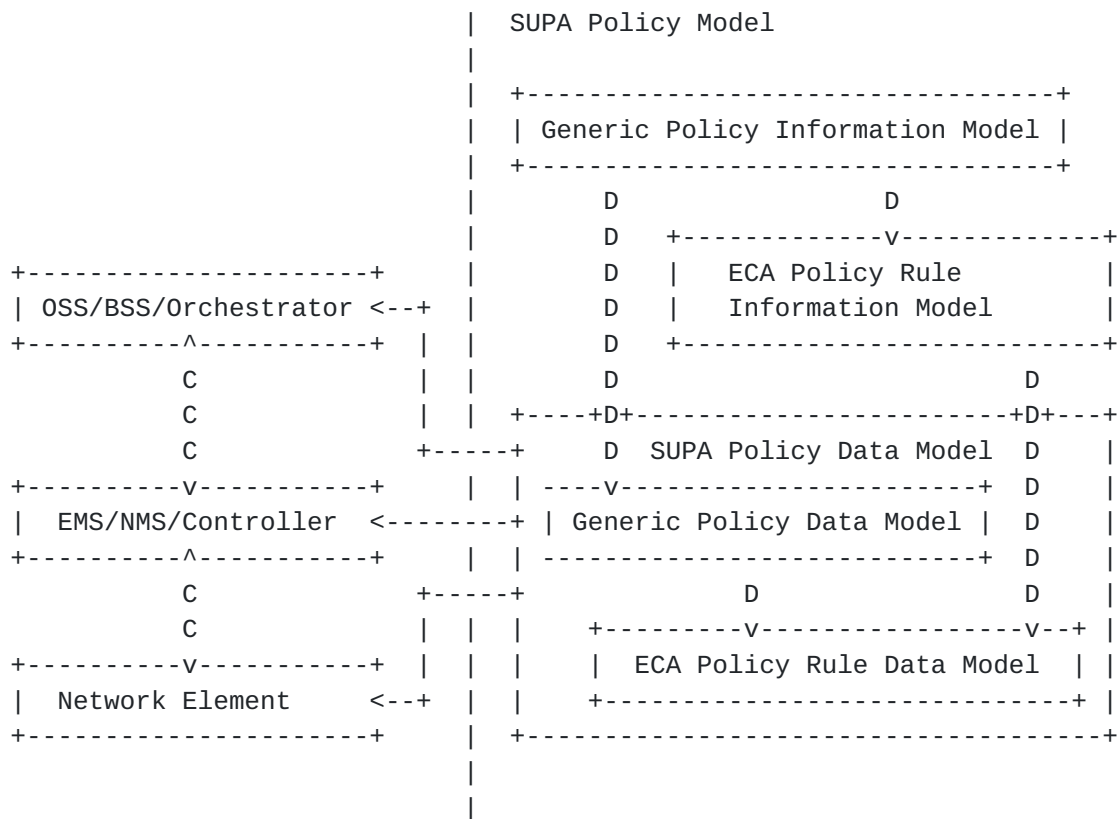 |  SUPA Policy Model
                             |
                             |  +----------------------------------+
                             |  | Generic Policy Information Model |
                             |  +----------------------------------+
                             |        D                 D
                             |        D   +-------------v-------------+
+----------------------+     |        D   |   ECA Policy Rule         |
| OSS/BSS/Orchestrator <--+  |        D   |   Information Model       |
+----------^-----------+  |  |        D   +---------------------------+
           C              |  |        D                          D
           C              |  |  +----+D+------------------------+D+---+
           C              +-----+     D  SUPA Policy Data Model  D    |
+----------v-----------+     |  | ----v-----------------------+  D    |
|  EMS/NMS/Controller  <--------+ | Generic Policy Data Model |  D    |
+----------^-----------+     |  | ----------------------------+  D    |
           C              +-----+              D                 D    |
           C              |  |  |    +---------v-----------------v--+ |
+----------v-----------+  |  |  |    |  ECA Policy Rule Data Model  | |
|  Network Element     <--+  |  |    +------------------------------+ |
+----------------------+     |  +-------------------------------------+
                             |
                             |